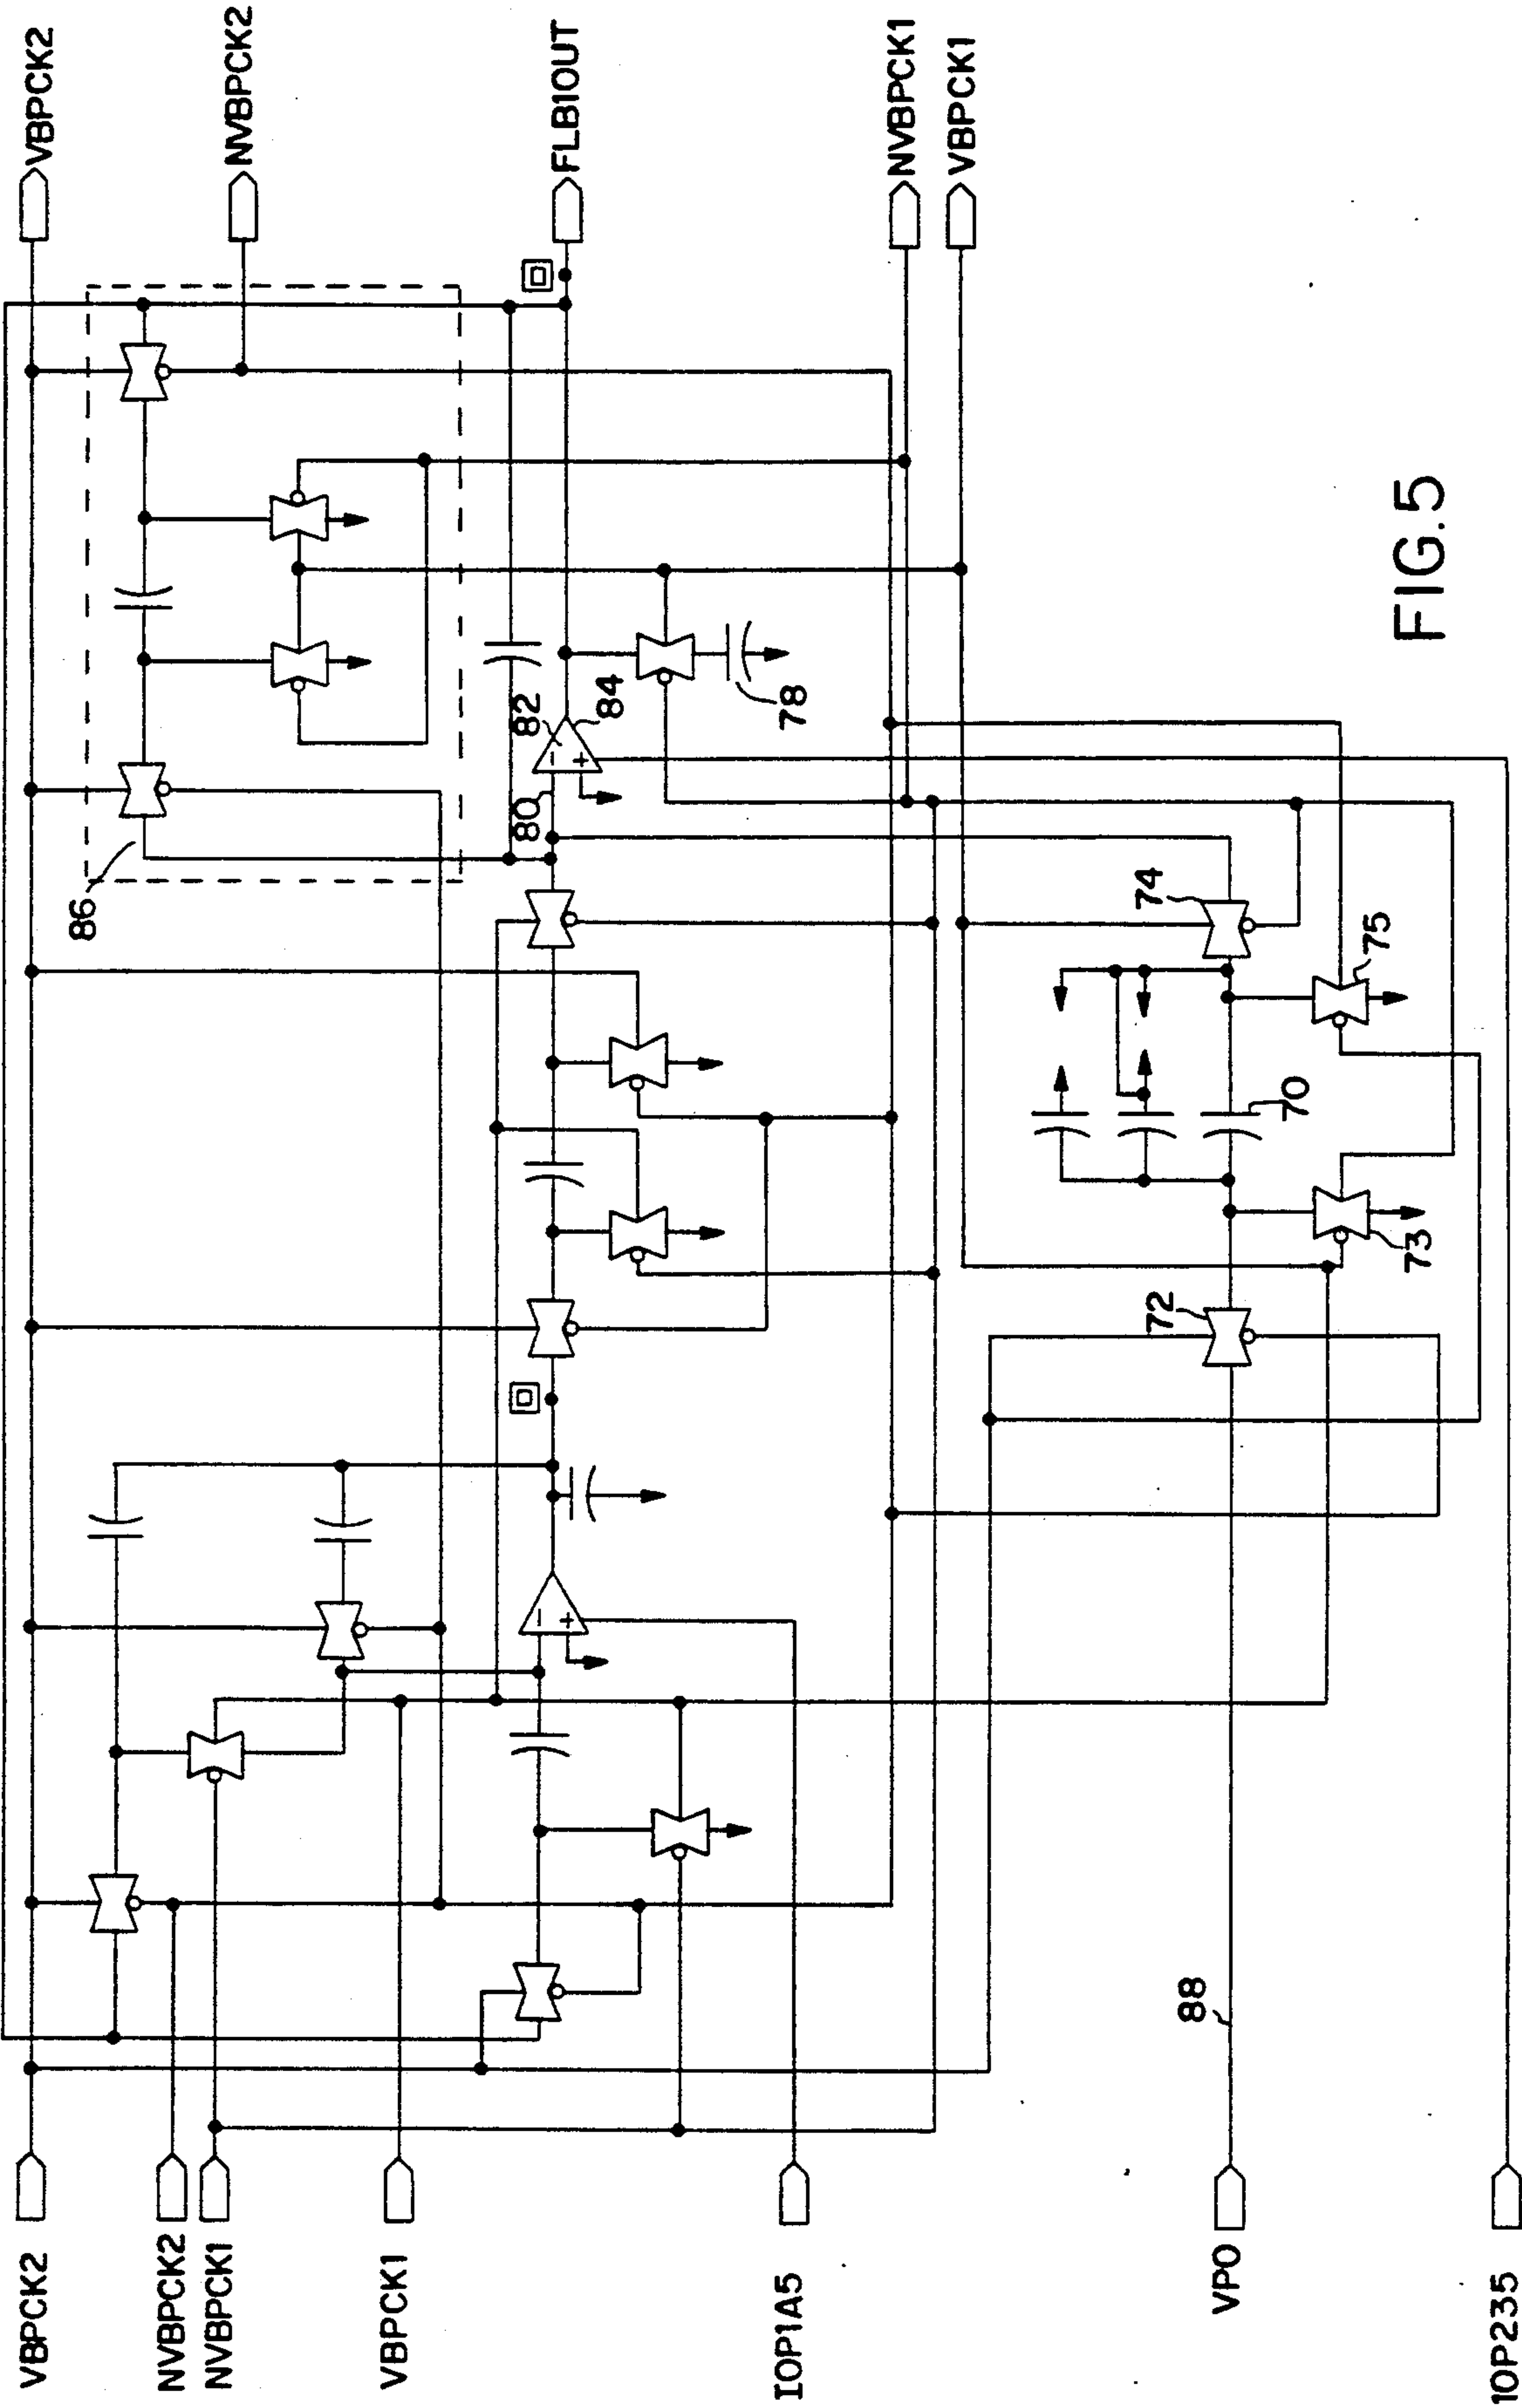 VBPCK2
NVBPCK2
FLB1OUT
NVBPCK1
VBPCK1
86
80
82
84
78
74
75
70
72
73
88
VBPCK2
NVBPCK2
NVBPCK1
VBPCK1
IOP1A5
VPO
IOP235
−
+
−
+
FIG.5